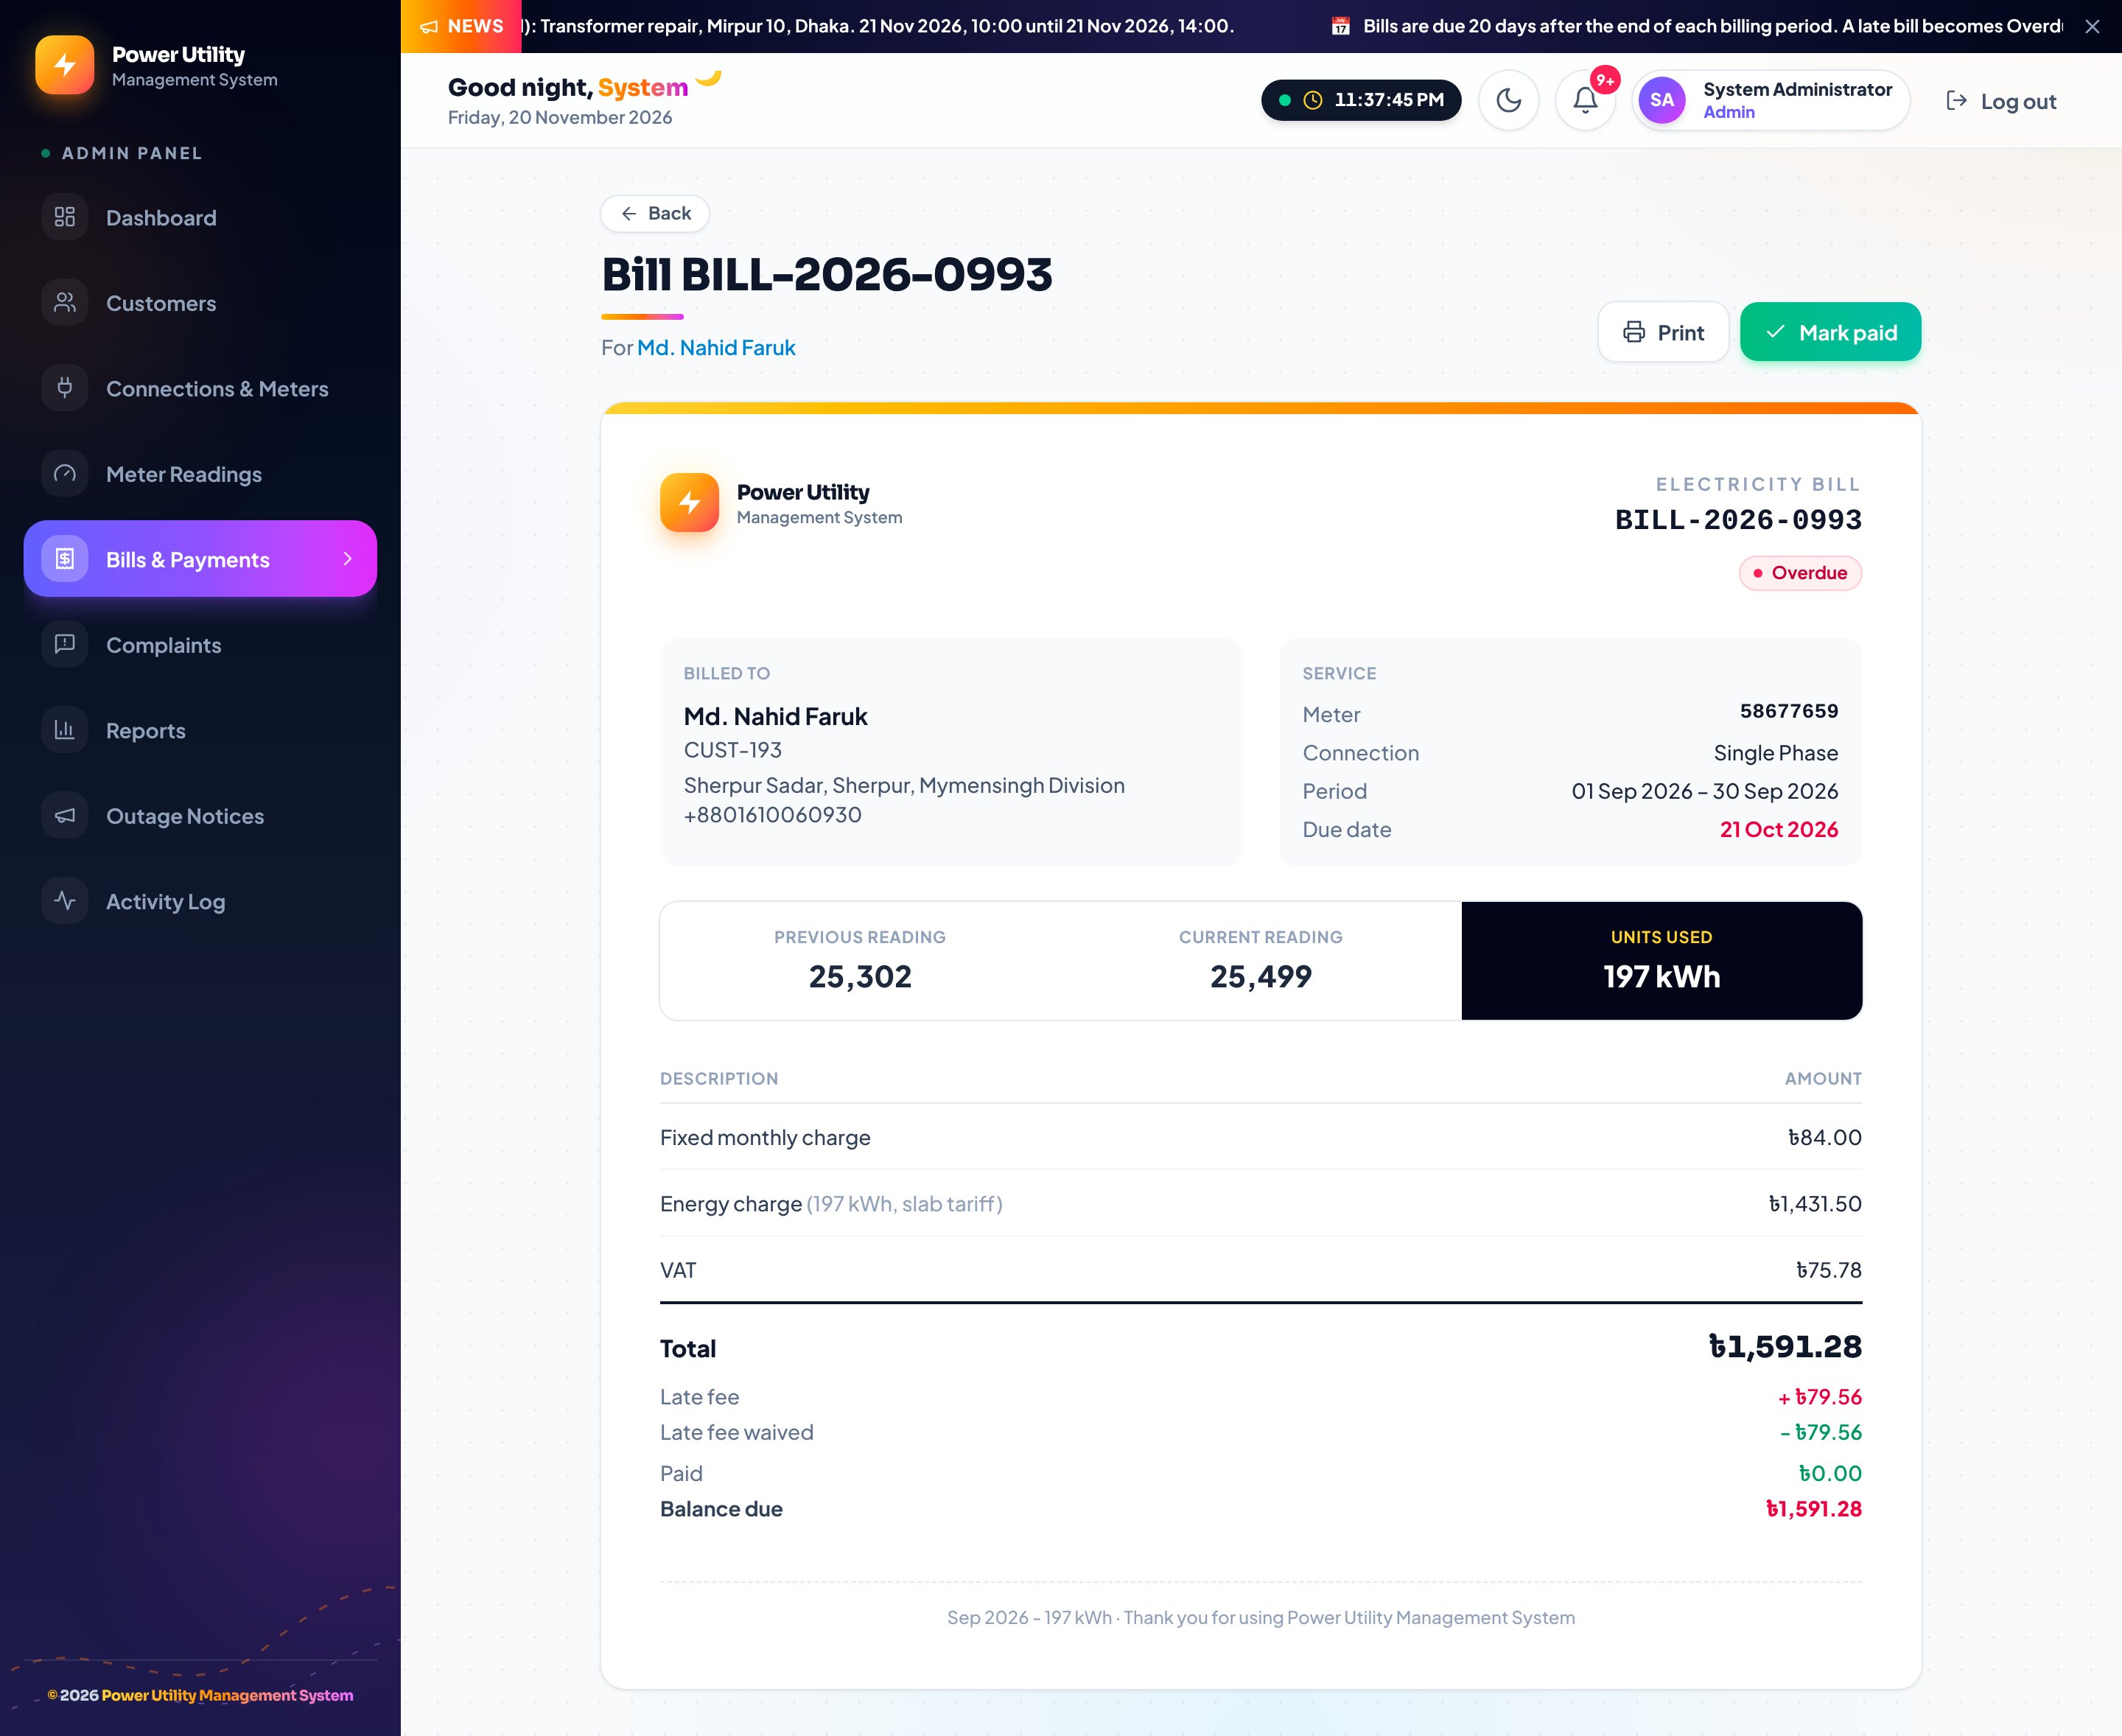 Power Utility
Management System
ADMIN PANEL
Dashboard
Customers
Connections & Meters
Meter Readings
Bills & Payments
Complaints
Reports
Outage Notices
Activity Log
© 2026 Power Utility Management System
NEWS
): Transformer repair, Mirpur 10, Dhaka. 21 Nov 2026, 10:00 until 21 Nov 2026, 14:00.
Bills are due 20 days after the end of each billing period. A late bill becomes
Good night, System
Friday, 20 November 2026
11:37:45 PM
9+
SA
System Administrator
Admin
Log out
Back
Bill BILL-2026-0993
For Md. Nahid Faruk
Print
Mark paid
Power Utility
Management System
ELECTRICITY BILL
BILL-2026-0993
Overdue
BILLED TO
Md. Nahid Faruk
CUST-193
Sherpur Sadar, Sherpur, Mymensingh Division
+8801610060930
SERVICE
Meter 58677659
Connection Single Phase
Period 01 Sep 2026 – 30 Sep 2026
Due date 21 Oct 2026
PREVIOUS READING
25,302
CURRENT READING
25,499
UNITS USED
197 kWh
DESCRIPTION AMOUNT
Fixed monthly charge ৳84.00
Energy charge (197 kWh, slab tariff) ৳1,431.50
VAT ৳75.78
Total ৳1,591.28
Late fee + ৳79.56
Late fee waived - ৳79.56
Paid ৳0.00
Balance due ৳1,591.28
Sep 2026 - 197 kWh · Thank you for using Power Utility Management System